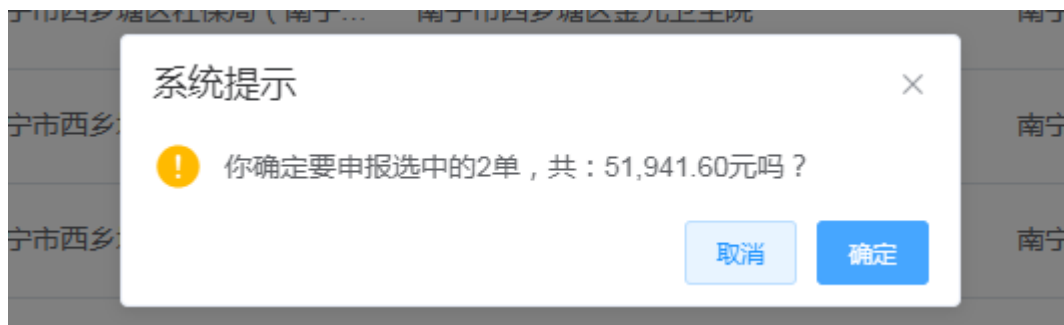 南宁市西乡塘区社保局（南宁... 南宁市西乡塘区金光卫生院 南宁
系统提示
宁市西乡 南宁
你确定要申报选中的2单，共：51,941.60元吗？
宁市西乡 南宁
取消 确定